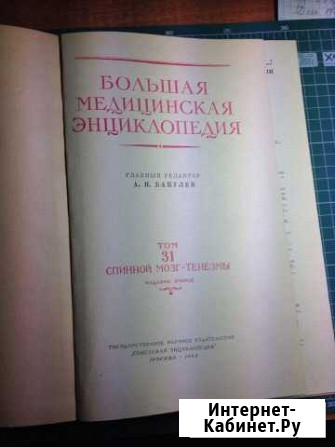 БОЛЬШАЯ
МЕДИЦИНСКАЯ
ЭНЦИКЛОПЕДИЯ
ГЛАВНЫЙ РЕДАКТОР
А. Н. БАКУЛЕВ
ТОМ
31
СПИННОЙ МОЗГ-ТЕНЕЗМЫ
ИЗДАНИЕ ВТОРОЕ
ГОСУДАРСТВЕННОЕ НАУЧНОЕ ИЗДАТЕЛЬСТВО
„СОВЕТСКАЯ ЭНЦИКЛОПЕДИЯ"
МОСКВА
Интернет-
Кабинет.Ру